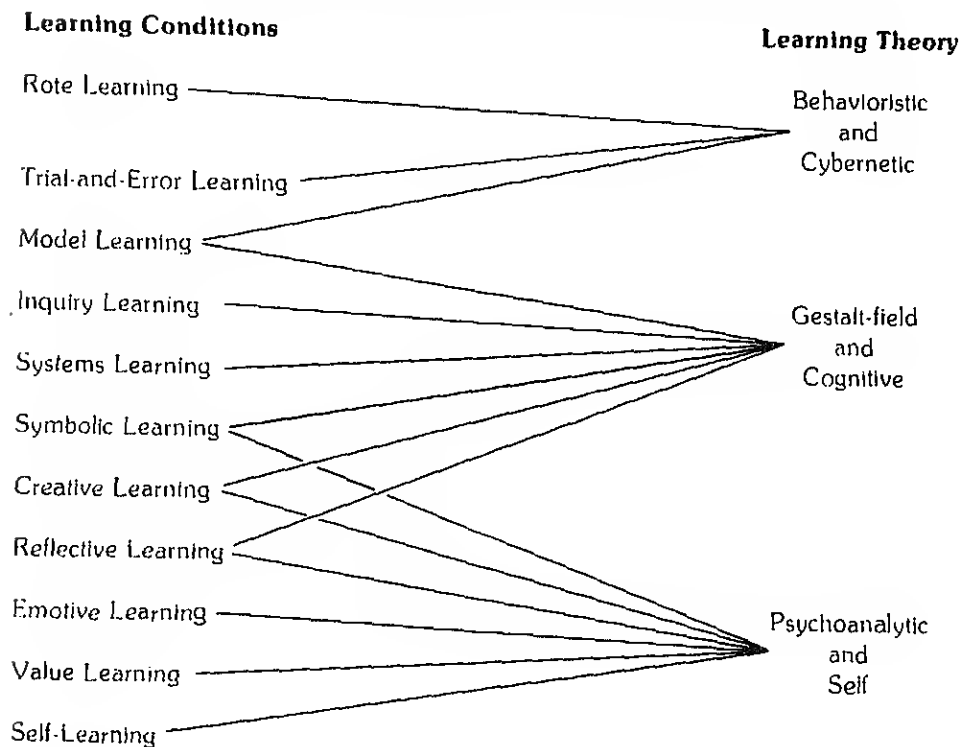 Learning Conditions
Learning Theory
Rote Learning
Trial-and-Error Learning
Model Learning
Inquiry Learning
Systems Learning
Symbolic Learning
Creative Learning
Reflective Learning
Emotive Learning
Value Learning
Self-Learning
Behavioristic
and
Cybernetic
Gestalt-field
and
Cognitive
Psychoanalytic
and
Self